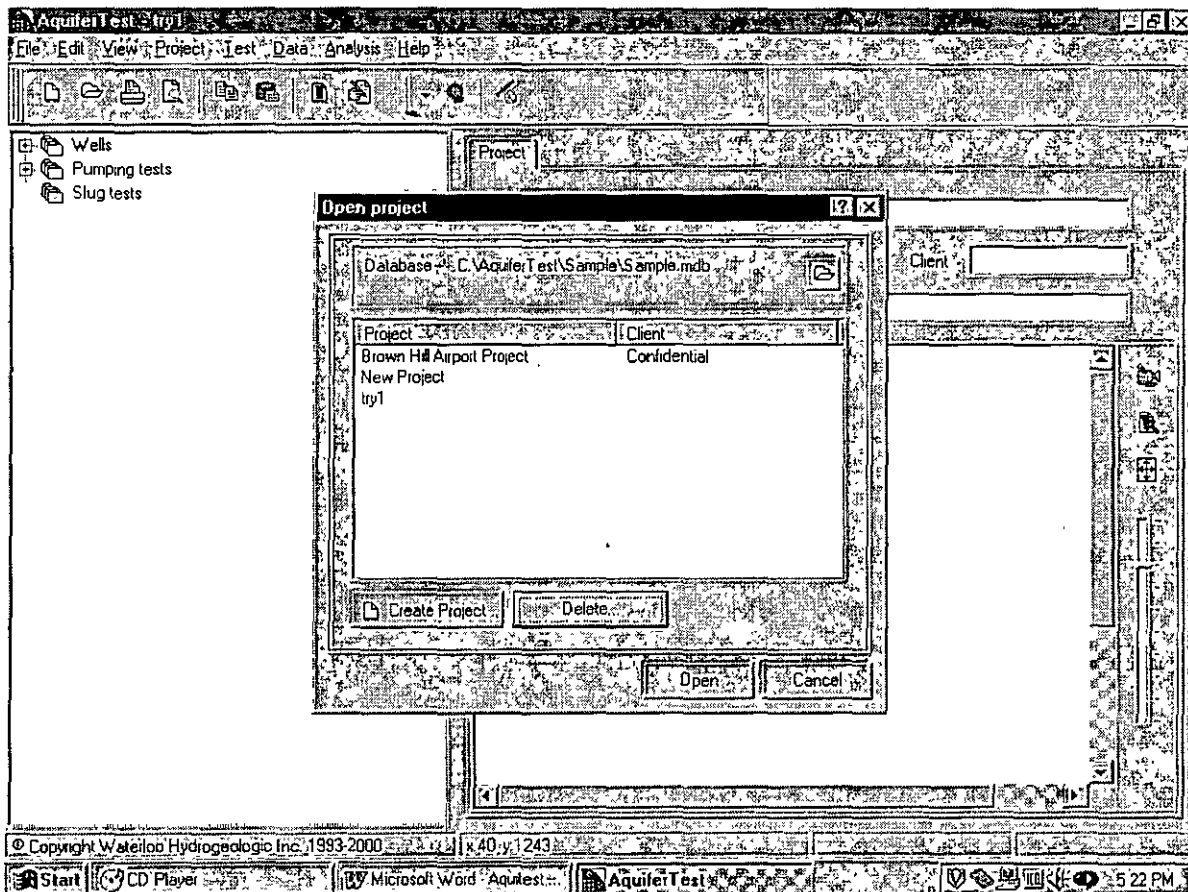 AquiferTest - try1
File Edit View Project Test Data Analysis Help
Wells
Pumping tests
Slug tests
Project
Open project
Database - C:\AquiferTest\Sample\Sample.mdb
Client
Project Client
Brown Hill Airport Project Confidential
New Project
try1
Create Project
Delete...
Open
Cancel
© Copyright Waterloo Hydrogeologic Inc. 1993-2000
x:40 y:1243
Start CD Player Microsoft Word - Aquitest-... AquiferTest 5:22 PM